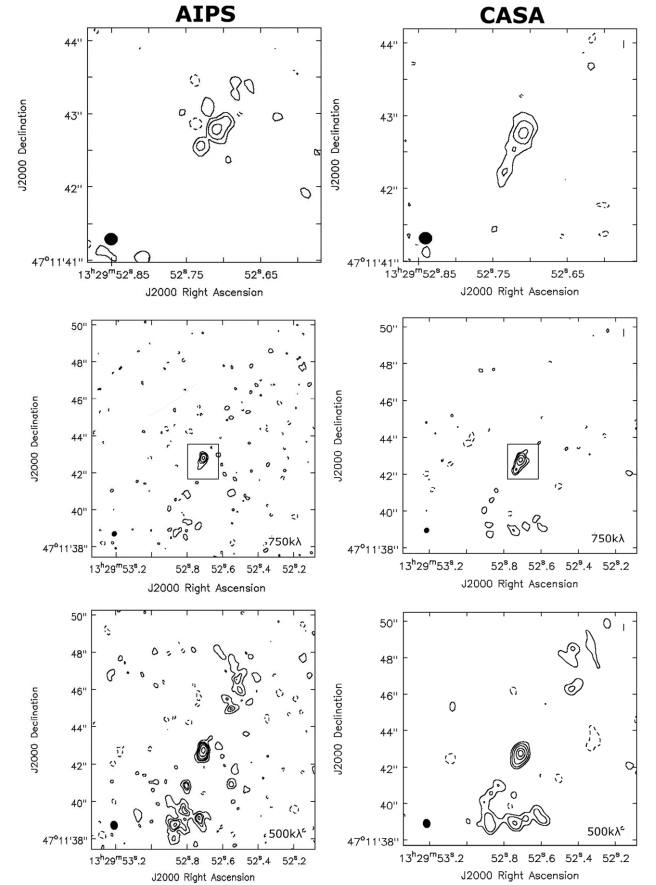 AIPS
CASA
44''
43''
42''
47°11'41''
J2000 Declination
13ʰ29ᵐ52ˢ.85
52ˢ.75
52ˢ.65
J2000 Right Ascension
44''
43''
42''
47°11'41''
J2000 Declination
I
13ʰ29ᵐ52ˢ.85
52ˢ.75
52ˢ.65
J2000 Right Ascension
50''
48''
46''
44''
42''
40''
47°11'38''
J2000 Declination
750kλ
13ʰ29ᵐ53ˢ.2
52ˢ.8
52ˢ.6
52ˢ.4
52ˢ.2
J2000 Right Ascension
50''
48''
46''
44''
42''
40''
47°11'38''
J2000 Declination
I
750kλ
13ʰ29ᵐ53ˢ.2
52ˢ.8
52ˢ.6
52ˢ.4
52ˢ.2
J2000 Right Ascension
50''
48''
46''
44''
42''
40''
47°11'38''
J2000 Declination
500kλ
13ʰ29ᵐ53ˢ.2
52ˢ.8
52ˢ.6
52ˢ.4
52ˢ.2
J2000 Right Ascension
50''
48''
46''
44''
42''
40''
47°11'38''
J2000 Declination
I
500kλ
13ʰ29ᵐ53ˢ.2
52ˢ.8
52ˢ.6
52ˢ.4
52ˢ.2
J2000 Right Ascension